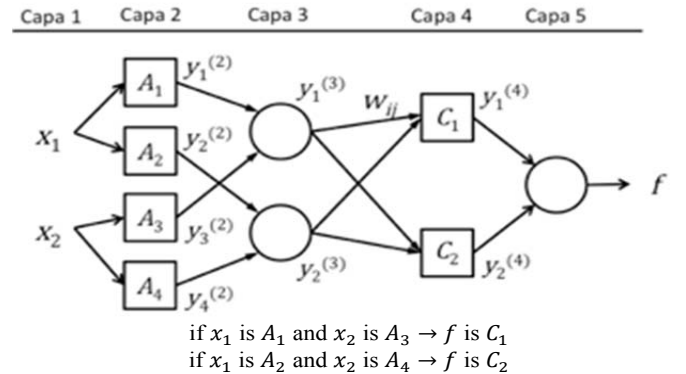 Capa 1 Capa 2 Capa 3 Capa 4 Capa 5
A₁ y₁⁽²⁾
y₁⁽³⁾
wᵢⱼ
C₁ y₁⁽⁴⁾
x₁
A₂ y₂⁽²⁾
f
x₂
A₃ y₃⁽²⁾
C₂ y₂⁽⁴⁾
y₂⁽³⁾
A₄ y₄⁽²⁾
if x₁ is A₁ and x₂ is A₃ → f is C₁
if x₁ is A₂ and x₂ is A₄ → f is C₂